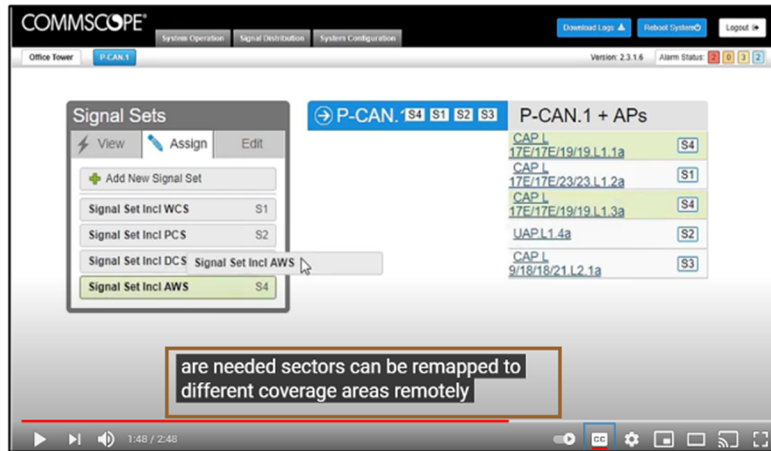 COMMSCOPE®
System Operation Signal Distribution System Configuration
Download Logs Reboot System Logout
Office Tower P-CAN.1 Version: 2.3.1.6 Alarm Status: 2 0 3 2
Signal Sets
View Assign Edit
Add New Signal Set
Signal Set Incl WCS S1
Signal Set Incl PCS S2
Signal Set Incl DCS
Signal Set Incl AWS
Signal Set Incl AWS S4
P-CAN.1 S4 S1 S2 S3
P-CAN.1 + APs
CAP L
17E/17E/19/19.L1.1a S4
CAP L
17E/17E/23/23.L1.2a S1
CAP L
17E/17E/19/19.L1.3a S4
UAP.L1.4a S2
CAP L
9/18/18/21.L2.1a S3
are needed sectors can be remapped to
different coverage areas remotely
1:48 / 2:48
CC